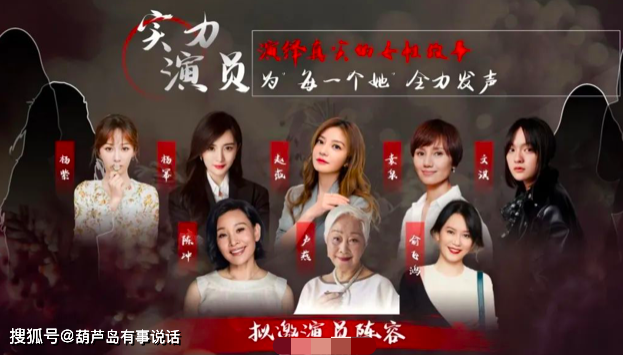 实力
演员
演绎真实的女性故事
为“每一个她”全力发声
杨紫
杨幂
赵薇
袁泉
文淇
陈冲
卢燕
俞飞鸿
拟邀演员阵容
搜狐号@葫芦岛有事说话